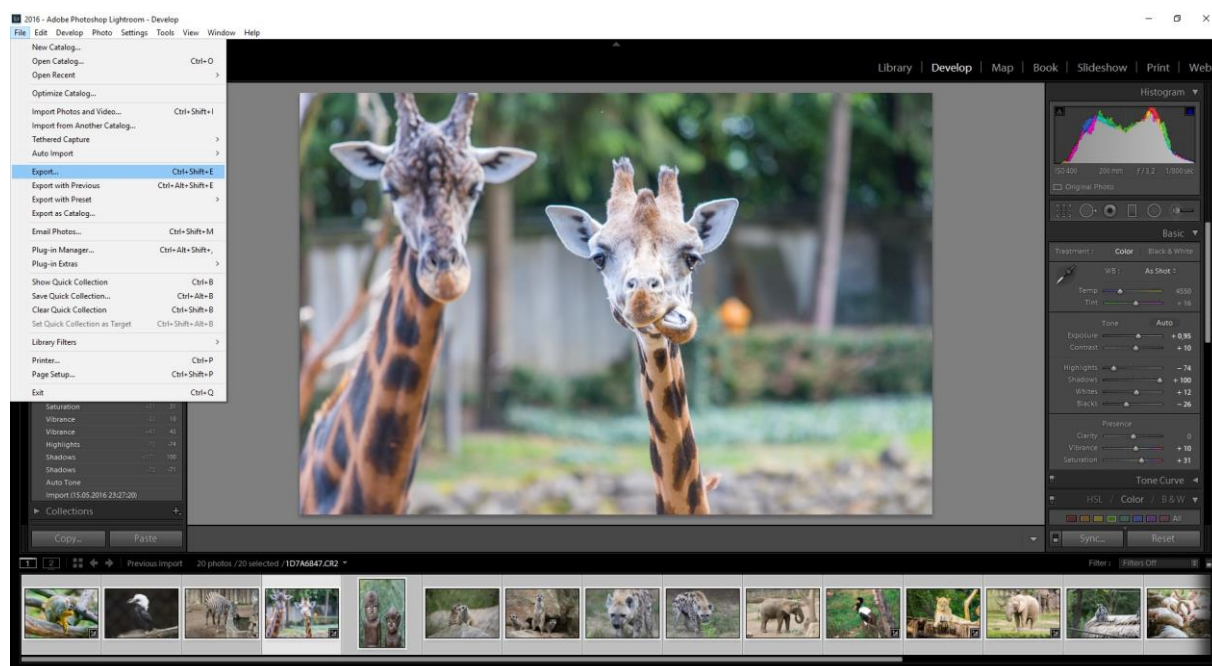 2016 - Adobe Photoshop Lightroom - Develop
File Edit Develop Photo Settings Tools View Window Help
New Catalog...
Open Catalog... Ctrl+O
Open Recent >
Optimize Catalog...
Import Photos and Video... Ctrl+Shift+I
Import from Another Catalog...
Tethered Capture >
Auto Import >
Export... Ctrl+Shift+E
Export with Previous Ctrl+Alt+Shift+E
Export with Preset >
Export as Catalog...
Email Photos... Ctrl+Shift+M
Plug-in Manager... Ctrl+Alt+Shift+,
Plug-in Extras >
Show Quick Collection Ctrl+B
Save Quick Collection... Ctrl+Alt+B
Clear Quick Collection Ctrl+Shift+B
Set Quick Collection as Target Ctrl+Shift+Alt+B
Library Filters >
Printer... Ctrl+P
Page Setup... Ctrl+Shift+P
Exit Ctrl+Q
Saturation 31
Vibrance 10
Vibrance 40
Highlights -74
Shadows 100
Shadows -71
Auto Tone
Import (15.05.2016 23:27:20)
Collections
Copy... Paste
Library | Develop | Map | Book | Slideshow | Print | Web
Histogram
ISO 400 200 mm f / 3,2 1/800 sec
Original Photo
Basic
Treatment : Color Black & White
WB : As Shot
Temp 4550
Tint + 16
Tone Auto
Exposure + 0,95
Contrast + 10
Highlights − 74
Shadows + 100
Whites + 12
Blacks − 26
Presence
Clarity 0
Vibrance + 10
Saturation + 31
Tone Curve
HSL / Color / B & W
All
Sync... Reset
1 2 Previous Import 20 photos / 20 selected / 1D7A6847.CR2 Filter : Filters Off